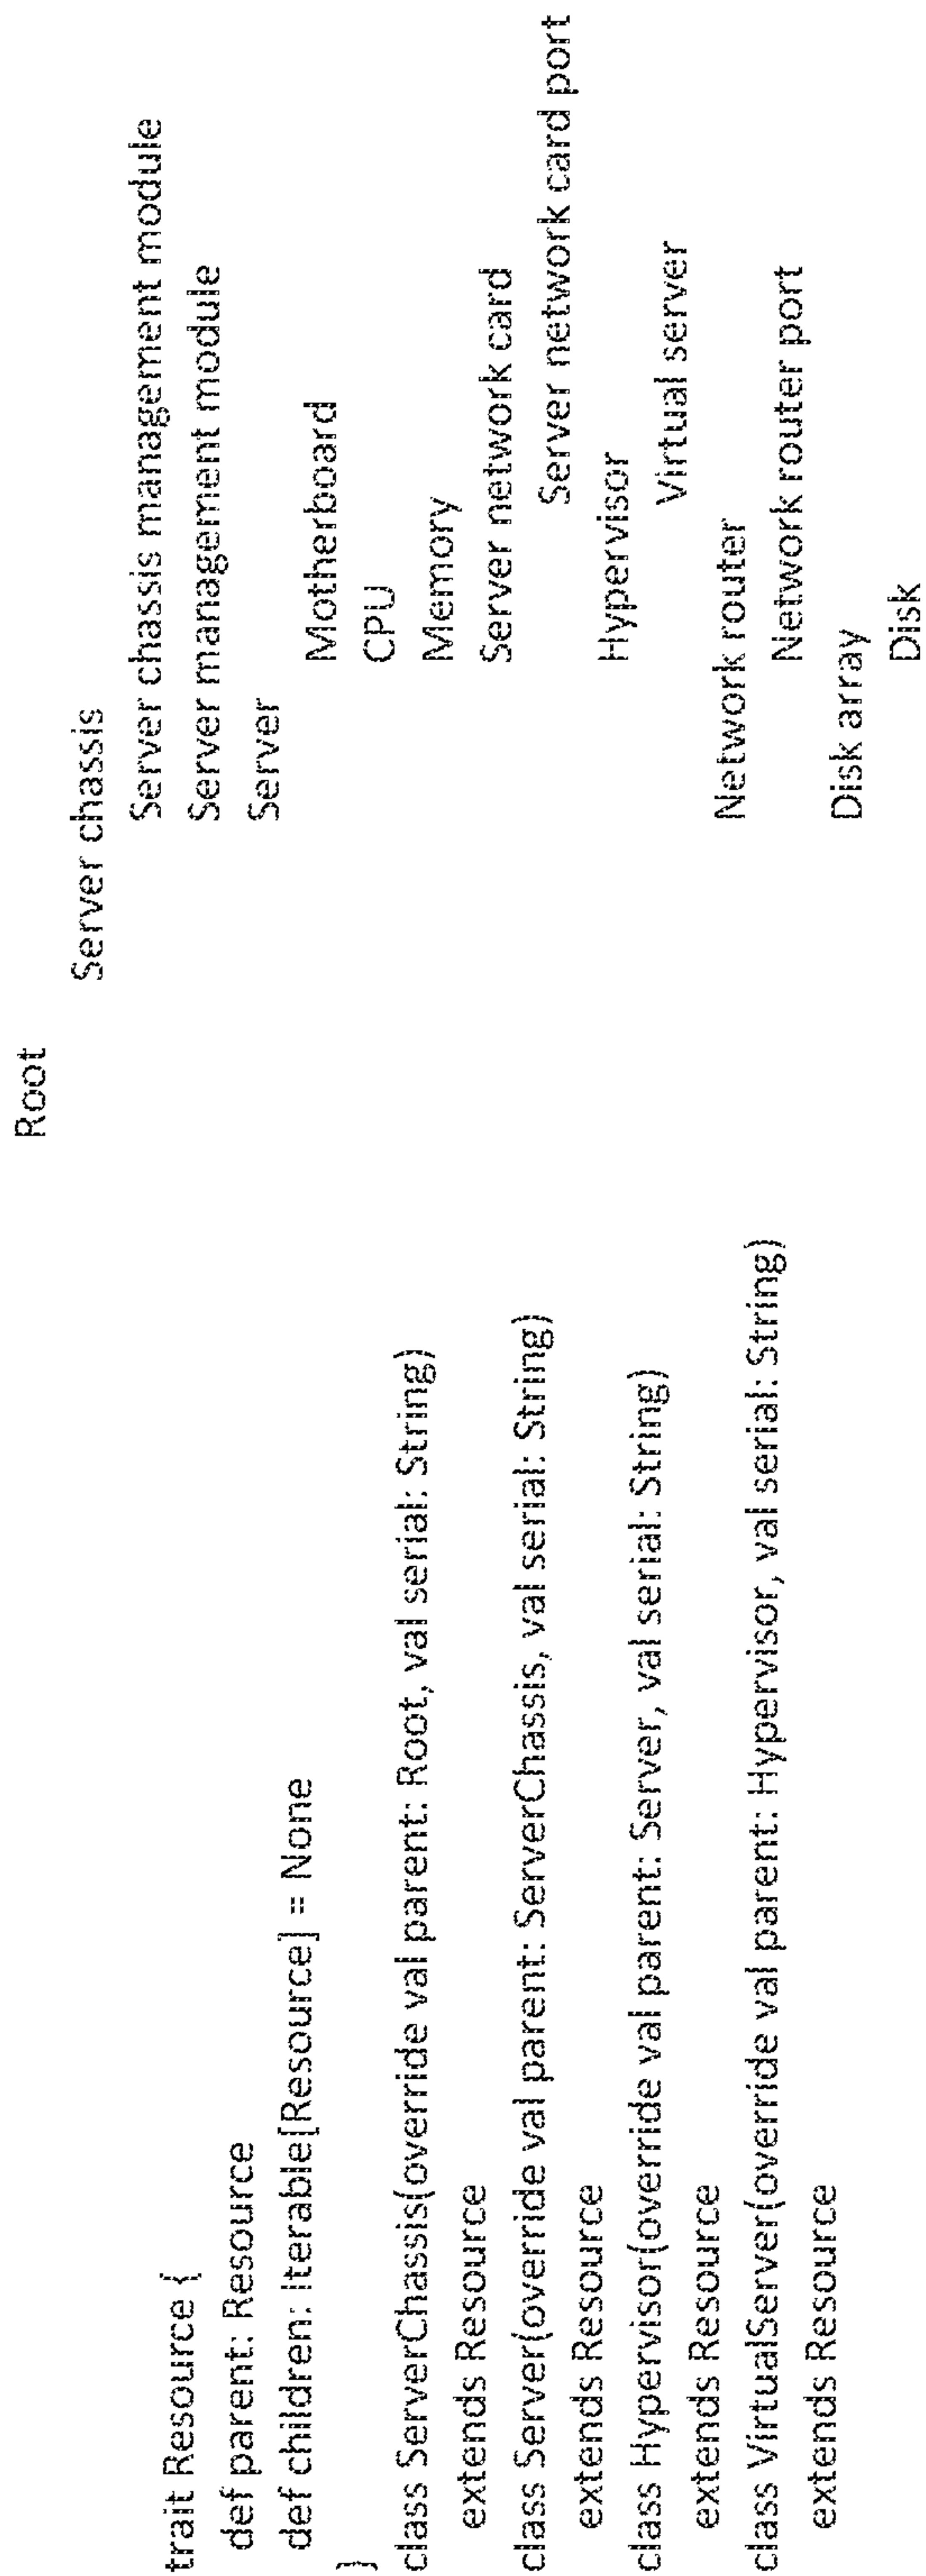 trait Resource {
def parent: Resource
def children: Iterable[Resource] = None
}
class ServerChassis(override val parent: Root, val serial: String)
extends Resource
class Server(override val parent: ServerChassis, val serial: String)
extends Resource
class Hypervisor(override val parent: Server, val serial: String)
extends Resource
class VirtualServer(override val parent: Hypervisor, val serial: String)
extends Resource
Root
Server chassis
Server chassis management module
Server management module
Server
Motherboard
CPU
Memory
Server network card
Server network card port
Hypervisor
Virtual server
Network router
Network router port
Disk array
Disk